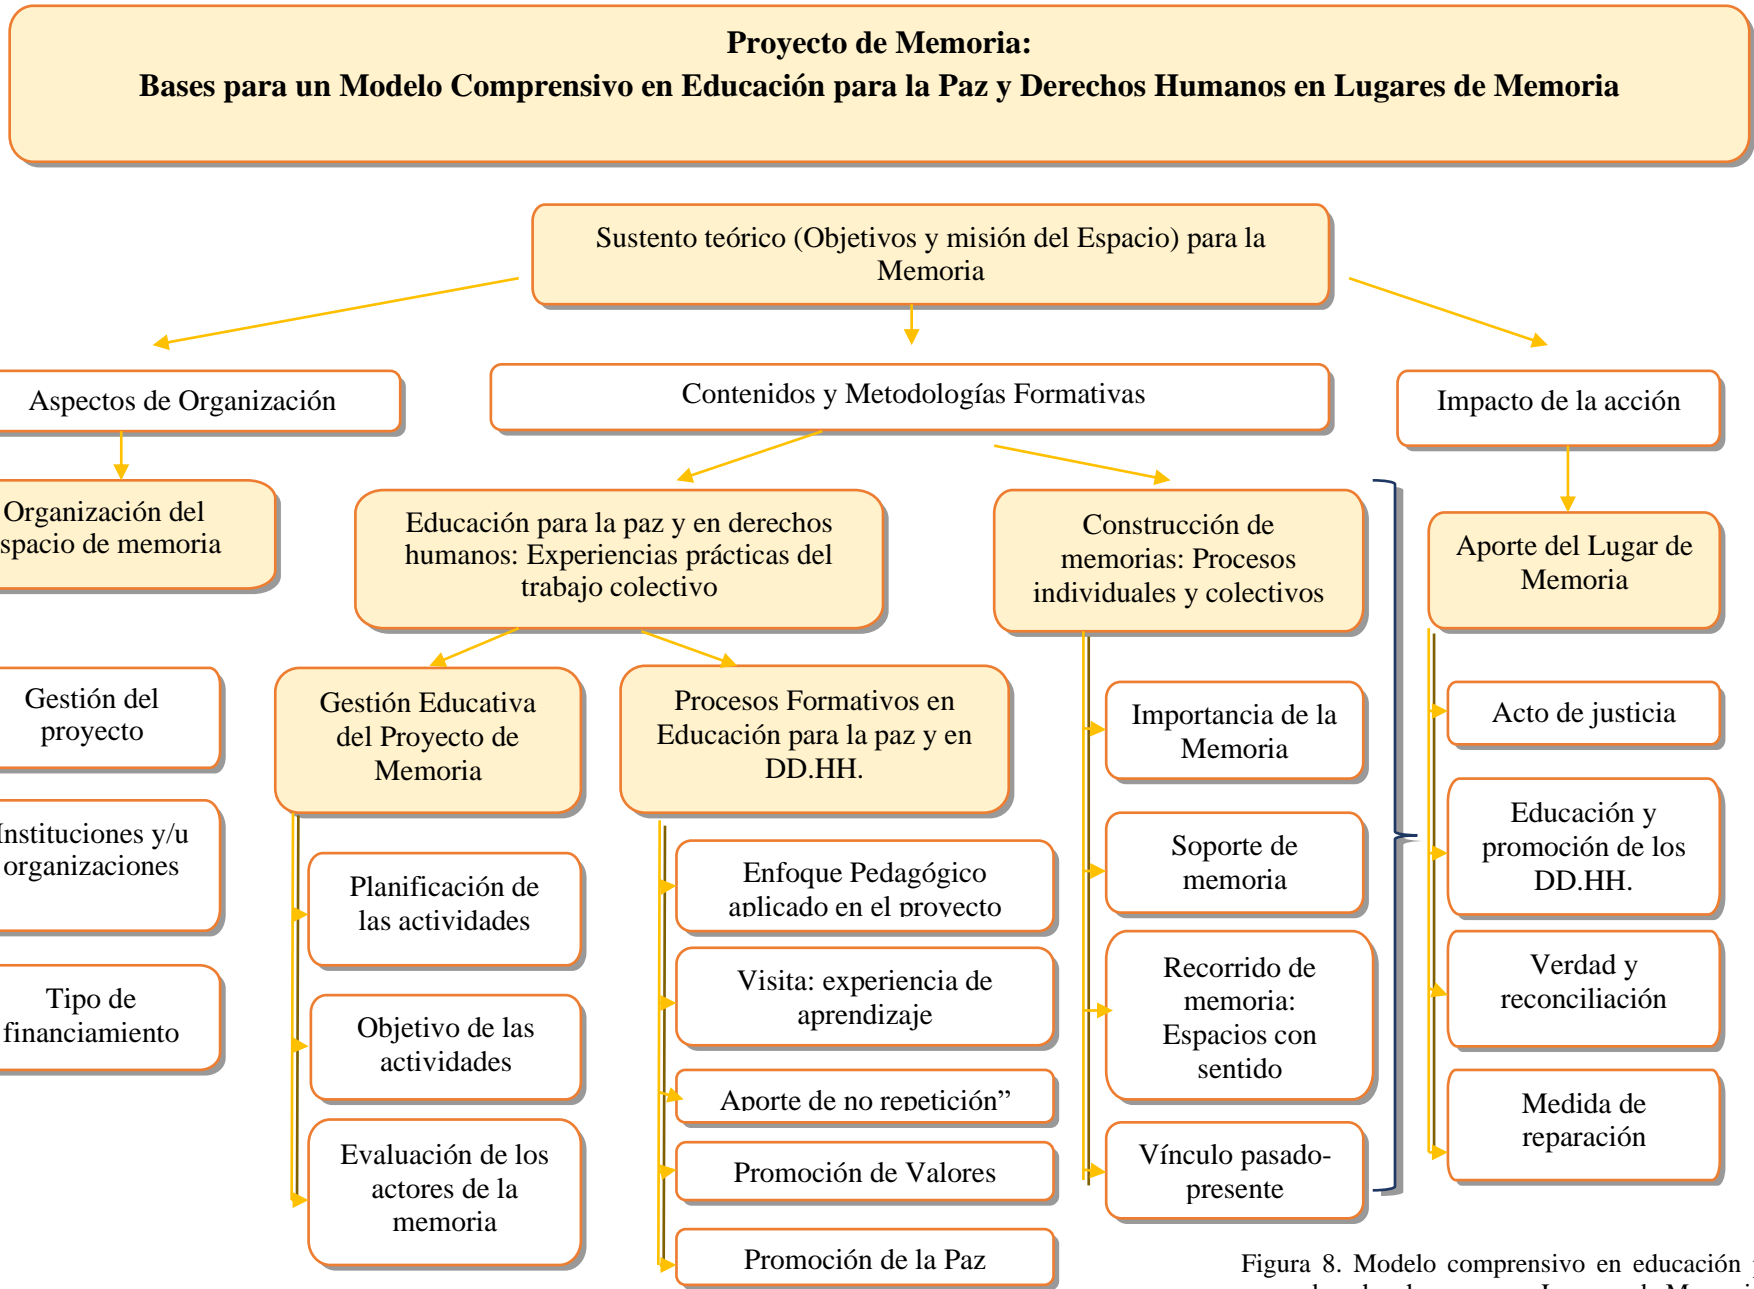 Proyecto de Memoria:
Bases para un Modelo Comprensivo en Educación para la Paz y Derechos Humanos en Lugares de Memoria
Sustento teórico (Objetivos y misión del Espacio) para la
Memoria
Aspectos de Organización
Contenidos y Metodologías Formativas
Impacto de la acción
Organización del
spacio de memoria
Educación para la paz y en derechos
humanos: Experiencias prácticas del
trabajo colectivo
Construcción de
memorias: Procesos
individuales y colectivos
Aporte del Lugar de
Memoria
Gestión del
proyecto
Instituciones y/u
organizaciones
Tipo de
financiamiento
Gestión Educativa
del Proyecto de
Memoria
Planificación de
las actividades
Objetivo de las
actividades
Evaluación de los
actores de la
memoria
Procesos Formativos en
Educación para la paz y en
DD.HH.
Enfoque Pedagógico
aplicado en el proyecto
Visita: experiencia de
aprendizaje
Aporte de no repetición”
Promoción de Valores
Promoción de la Paz
Importancia de la
Memoria
Soporte de
memoria
Recorrido de
memoria:
Espacios con
sentido
Vínculo pasado-
presente
Acto de justicia
Educación y
promoción de los
DD.HH.
Verdad y
reconciliación
Medida de
reparación
Figura 8. Modelo comprensivo en educación